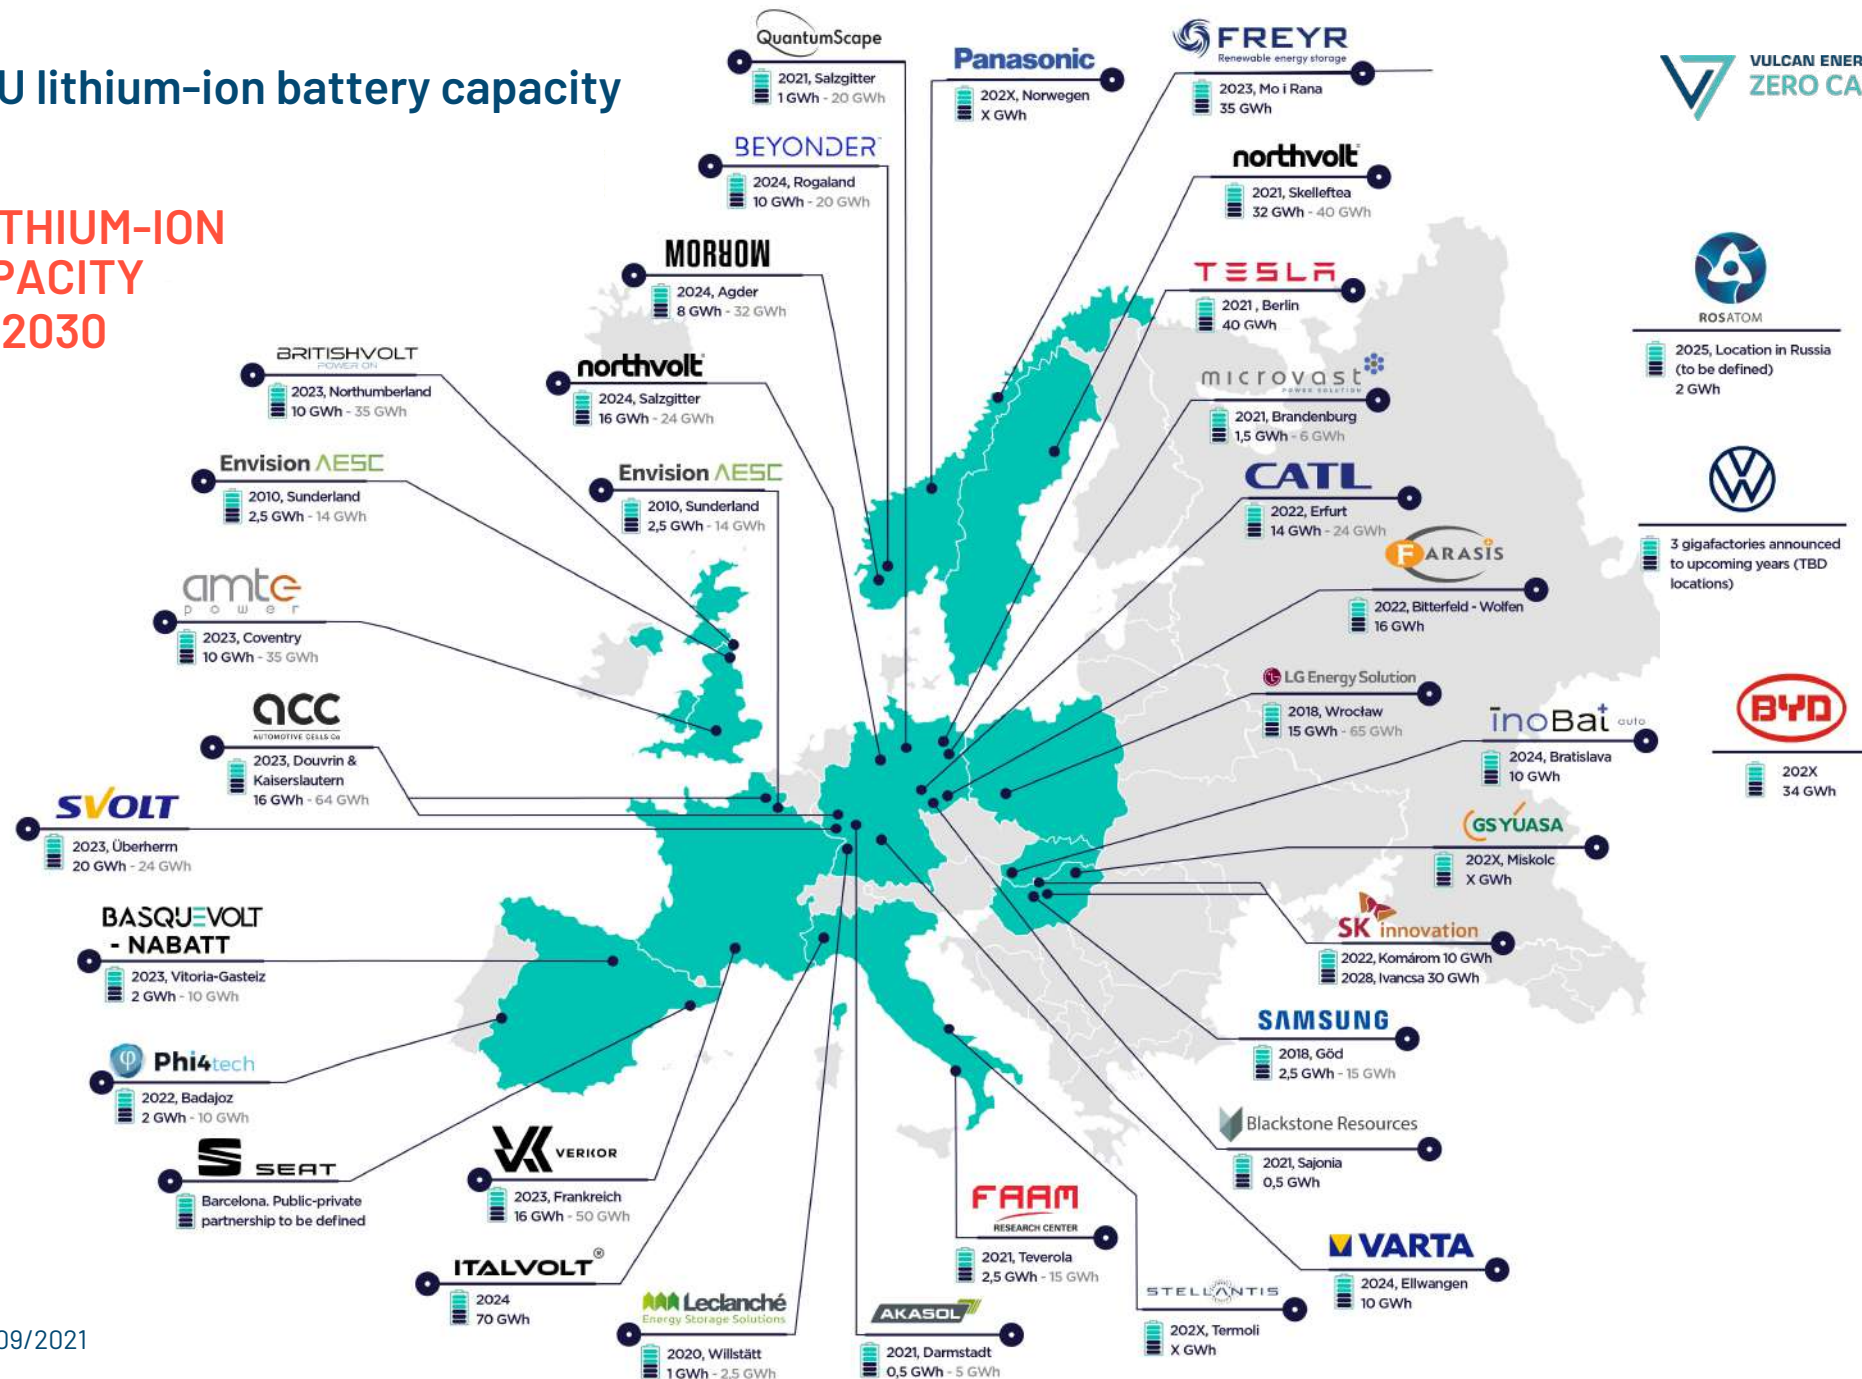 U lithium-ion battery capacity
THIUM-ION
PACITY
2030
VULCAN ENER
ZERO CA
QuantumScape
2021, Salzgitter
1 GWh - 20 GWh
Panasonic
202X, Norwegen
X GWh
FREYR
Renewable energy storage
2023, Mo i Rana
35 GWh
BEYONDER
2024, Rogaland
10 GWh - 20 GWh
northvolt
2021, Skelleftea
32 GWh - 40 GWh
MORROW
2024, Agder
8 GWh - 32 GWh
TESLA
2021 , Berlin
40 GWh
ROSATOM
2025, Location in Russia
(to be defined)
2 GWh
BRITISHVOLT
POWER ON
2023, Northumberland
10 GWh - 35 GWh
northvolt
2024, Salzgitter
16 GWh - 24 GWh
microvast
POWER SOLUTION
2021, Brandenburg
1,5 GWh - 6 GWh
Envision AESC
2010, Sunderland
2,5 GWh - 14 GWh
Envision AESC
2010, Sunderland
2,5 GWh - 14 GWh
CATL
2022, Erfurt
14 GWh - 24 GWh
3 gigafactories announced
to upcoming years (TBD
locations)
FARASIS
2022, Bitterfeld - Wolfen
16 GWh
amte
power
2023, Coventry
10 GWh - 35 GWh
LG Energy Solution
2018, Wrocław
15 GWh - 65 GWh
acc
AUTOMOTIVE CELLS Co
2023, Douvrin &
Kaiserslautern
16 GWh - 64 GWh
inoBat auto
2024, Bratislava
10 GWh
BYD
202X
34 GWh
SVOLT
2023, Überherrn
20 GWh - 24 GWh
GS YUASA
202X, Miskolc
X GWh
BASQUEVOLT
- NABATT
2023, Vitoria-Gasteiz
2 GWh - 10 GWh
SK innovation
2022, Komárom 10 GWh
2028, Ivancsa 30 GWh
Phi4tech
2022, Badajoz
2 GWh - 10 GWh
SAMSUNG
2018, Göd
2,5 GWh - 15 GWh
SEAT
Barcelona. Public-private
partnership to be defined
VERKOR
2023, Frankreich
16 GWh - 50 GWh
Blackstone Resources
2021, Sajonia
0,5 GWh
FAAM
RESEARCH CENTER
2021, Teverola
2,5 GWh - 15 GWh
ITALVOLT®
2024
70 GWh
VARTA
2024, Ellwangen
10 GWh
Leclanché
Energy Storage Solutions
2020, Willstätt
1 GWh - 2,5 GWh
AKASOL
2021, Darmstadt
0,5 GWh - 5 GWh
STELLANTIS
202X, Termoli
X GWh
09/2021